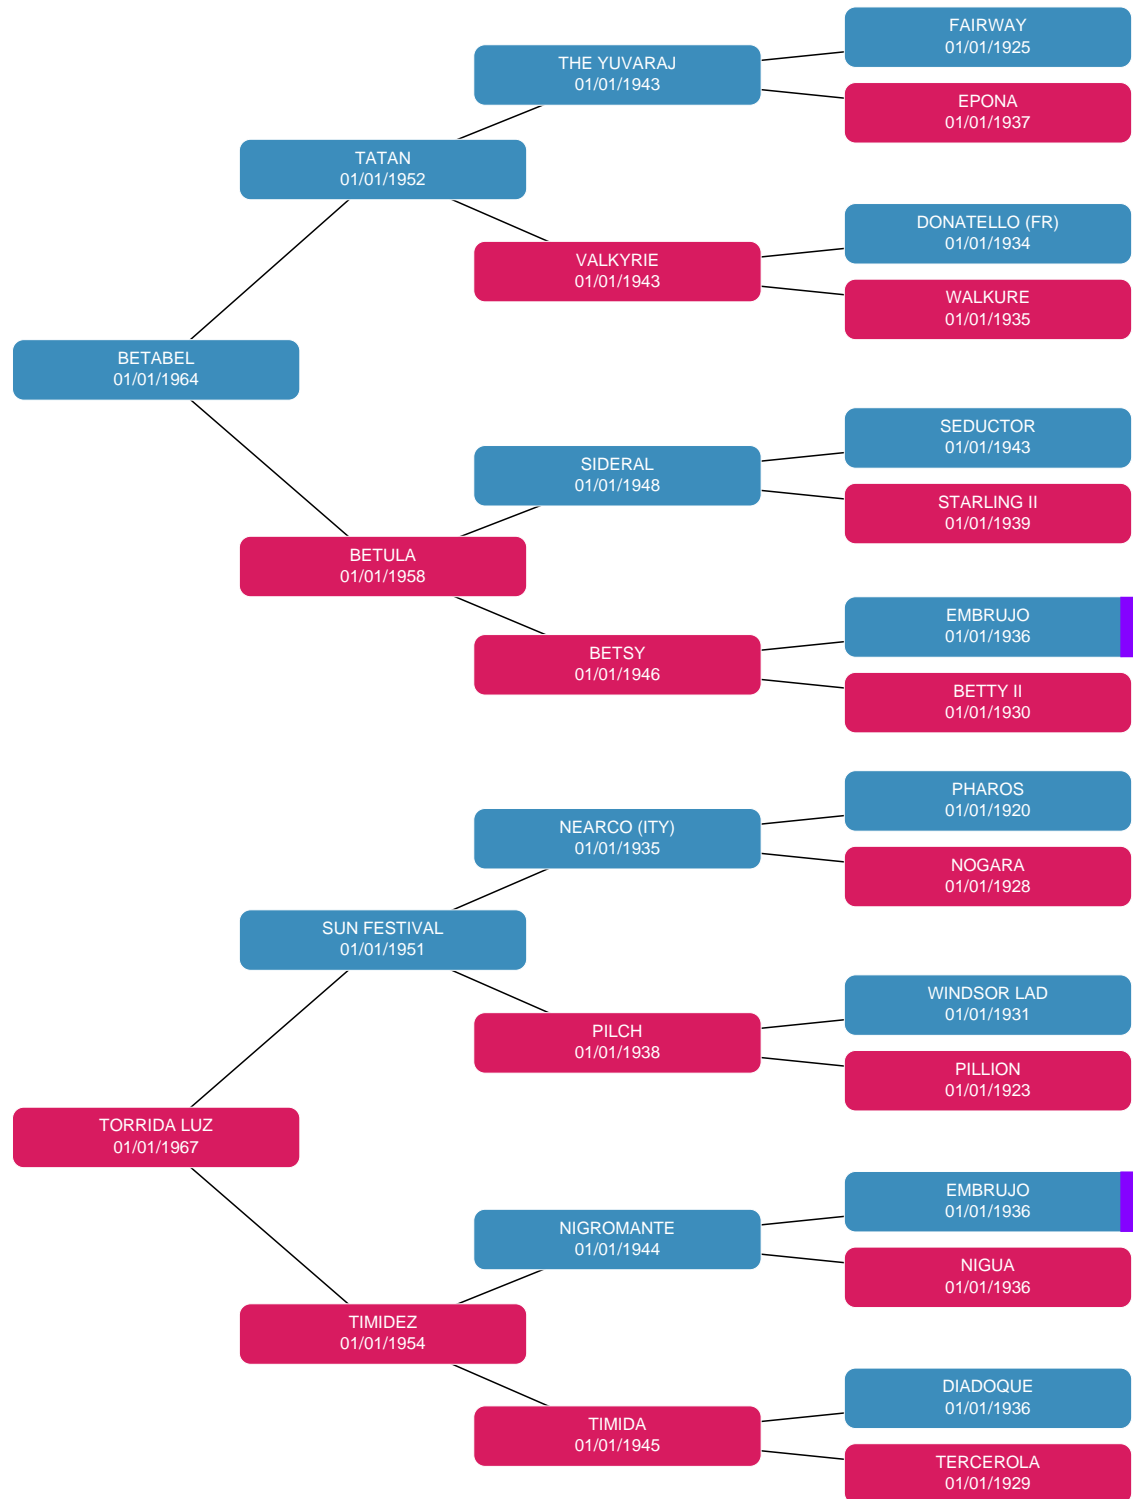 FAIRWAY
01/01/1925
THE YUVARAJ
01/01/1943
EPONA
01/01/1937
TATAN
01/01/1952
DONATELLO (FR)
01/01/1934
VALKYRIE
01/01/1943
WALKURE
01/01/1935
BETABEL
01/01/1964
SEDUCTOR
01/01/1943
SIDERAL
01/01/1948
STARLING II
01/01/1939
BETULA
01/01/1958
EMBRUJO
01/01/1936
BETSY
01/01/1946
BETTY II
01/01/1930
PHAROS
01/01/1920
NEARCO (ITY)
01/01/1935
NOGARA
01/01/1928
SUN FESTIVAL
01/01/1951
WINDSOR LAD
01/01/1931
PILCH
01/01/1938
PILLION
01/01/1923
TORRIDA LUZ
01/01/1967
EMBRUJO
01/01/1936
NIGROMANTE
01/01/1944
NIGUA
01/01/1936
TIMIDEZ
01/01/1954
DIADOQUE
01/01/1936
TIMIDA
01/01/1945
TERCEROLA
01/01/1929